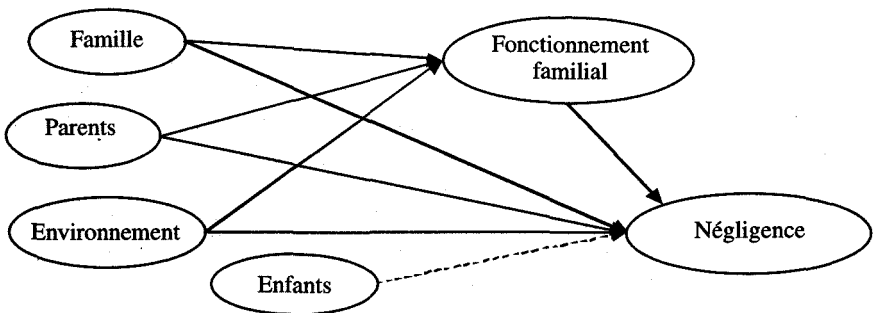 Famille
Fonctionnement
familial
Parents
Environnement
Négligence
Enfants